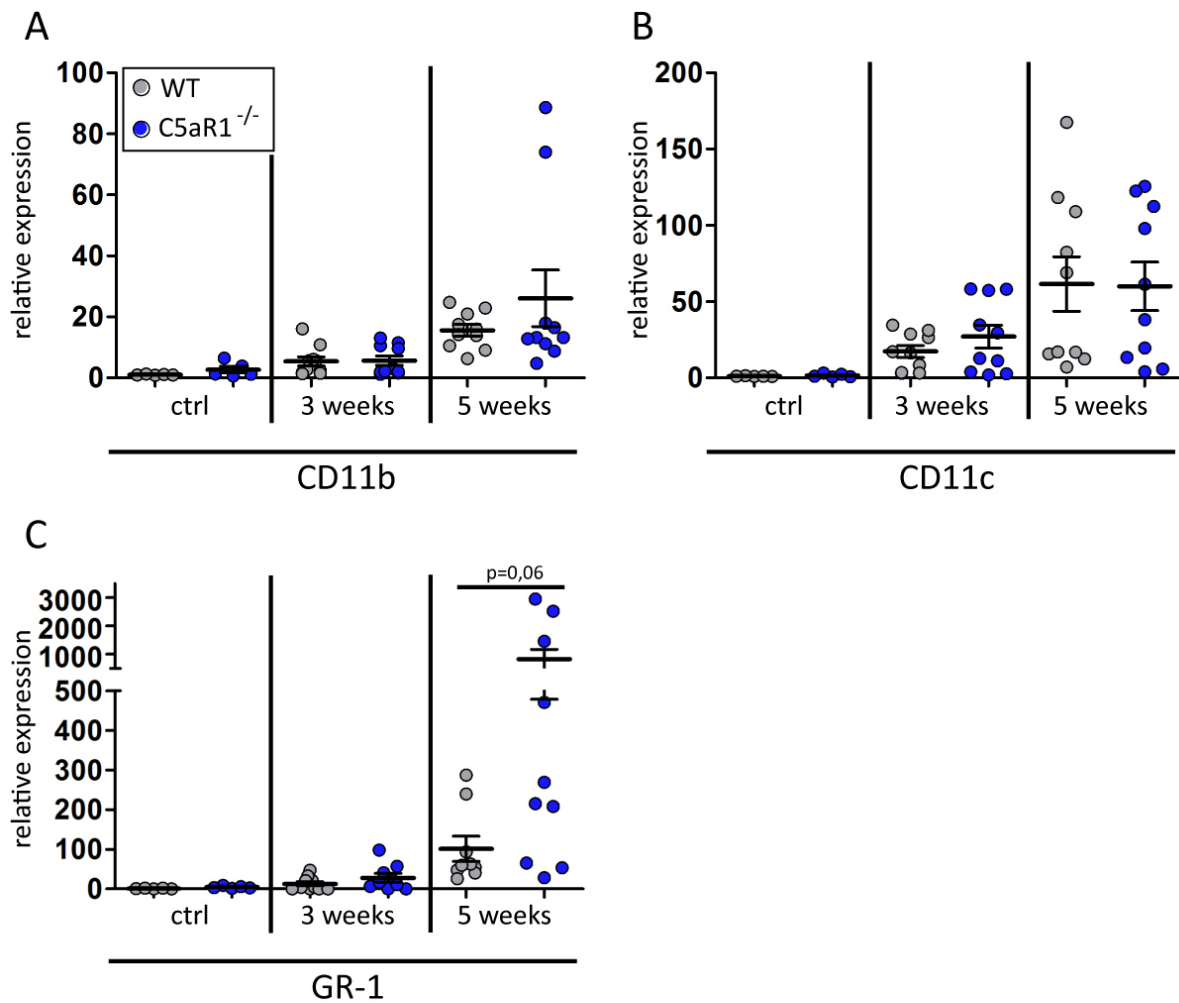 A
relative expression
100
80
60
40
20
0
WT
C5aR1-/-
ctrl
3 weeks
5 weeks
CD11b
B
relative expression
200
150
100
50
0
ctrl
3 weeks
5 weeks
CD11c
C
relative expression
3000
2000
1000
500
400
300
200
100
0
p=0,06
ctrl
3 weeks
5 weeks
GR-1